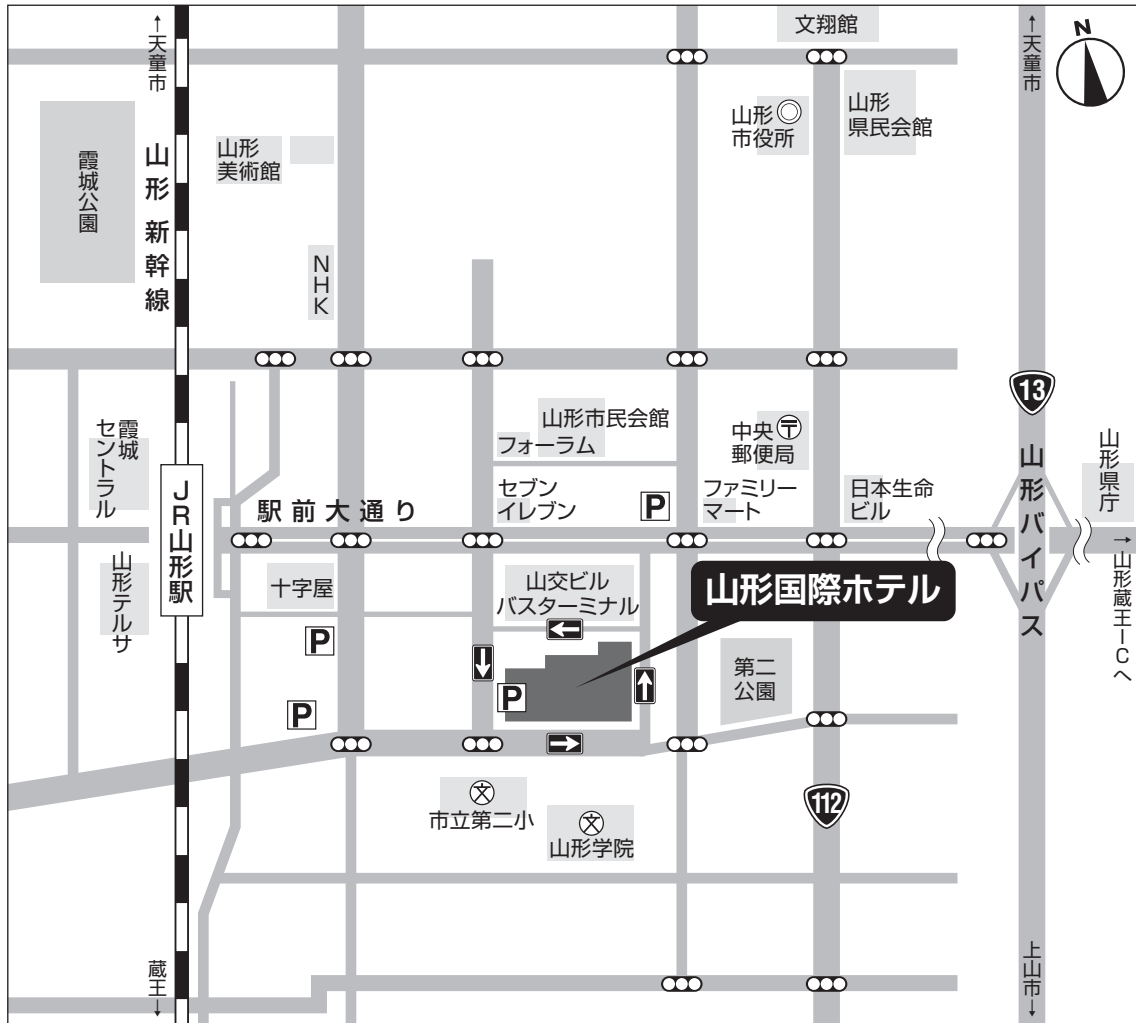 文翔館
N
↑天童市
↑天童市
山形
市役所
山形
県民会館
霞城公園
山形新幹線
山形
美術館
NHK
13
山形市民会館
フォーラム
中央〒
郵便局
霞城
セントラル
JR山形駅
駅前大通り
セブン
イレブン
P
ファミリー
マート
日本生命
ビル
山形バイパス
山形県庁
山形テルサ
十字屋
山交ビル
バスターミナル
山形国際ホテル
→山形蔵王ICへ
←
P
↓
P
↑
第二
公園
P
→
文
市立第二小
文
山形学院
112
蔵王↓
上山市↓